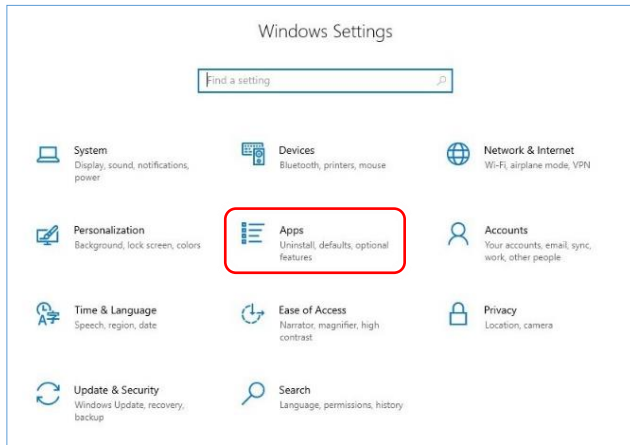 Windows Settings
Find a setting
System
Display, sound, notifications,
power
Devices
Bluetooth, printers, mouse
Network & Internet
Wi-Fi, airplane mode, VPN
Personalization
Background, lock screen, colors
Apps
Uninstall, defaults, optional
features
Accounts
Your accounts, email, sync,
work, other people
Time & Language
Speech, region, date
Ease of Access
Narrator, magnifier, high
contrast
Privacy
Location, camera
Update & Security
Windows Update, recovery,
backup
Search
Language, permissions, history